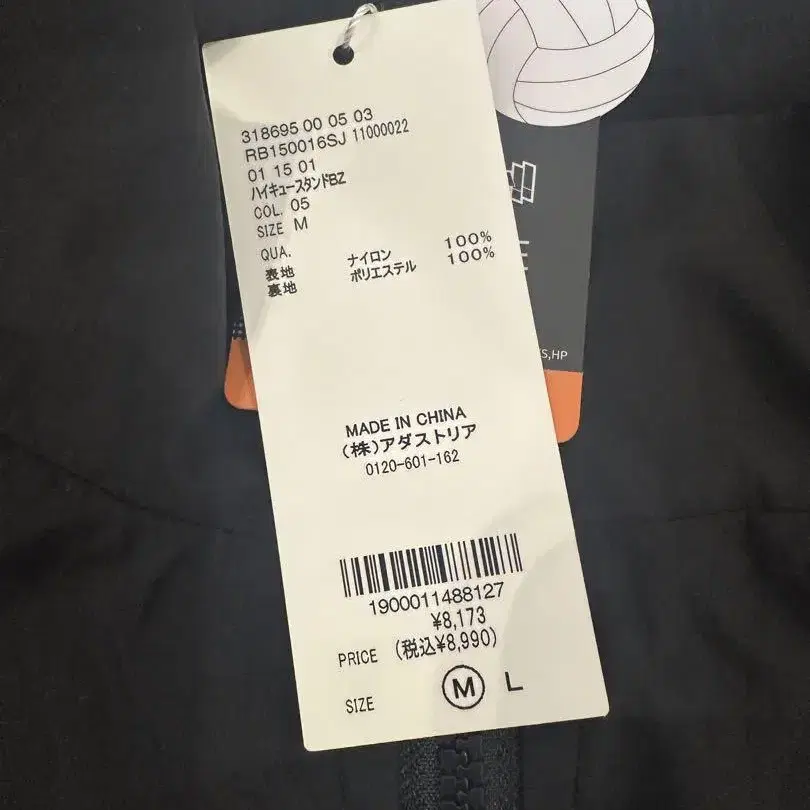 318695 00 05 03
RB150016SJ 11000022
01 15 01
ハイキュースタンドBZ
COL. 05
SIZE M
QUA.
表地 ナイロン 100%
裏地 ポリエステル 100%
MADE IN CHINA
(株)アダストリア
0120-601-162
1900011488127
¥8,173
PRICE (税込¥8,990)
SIZE M L
S,HP